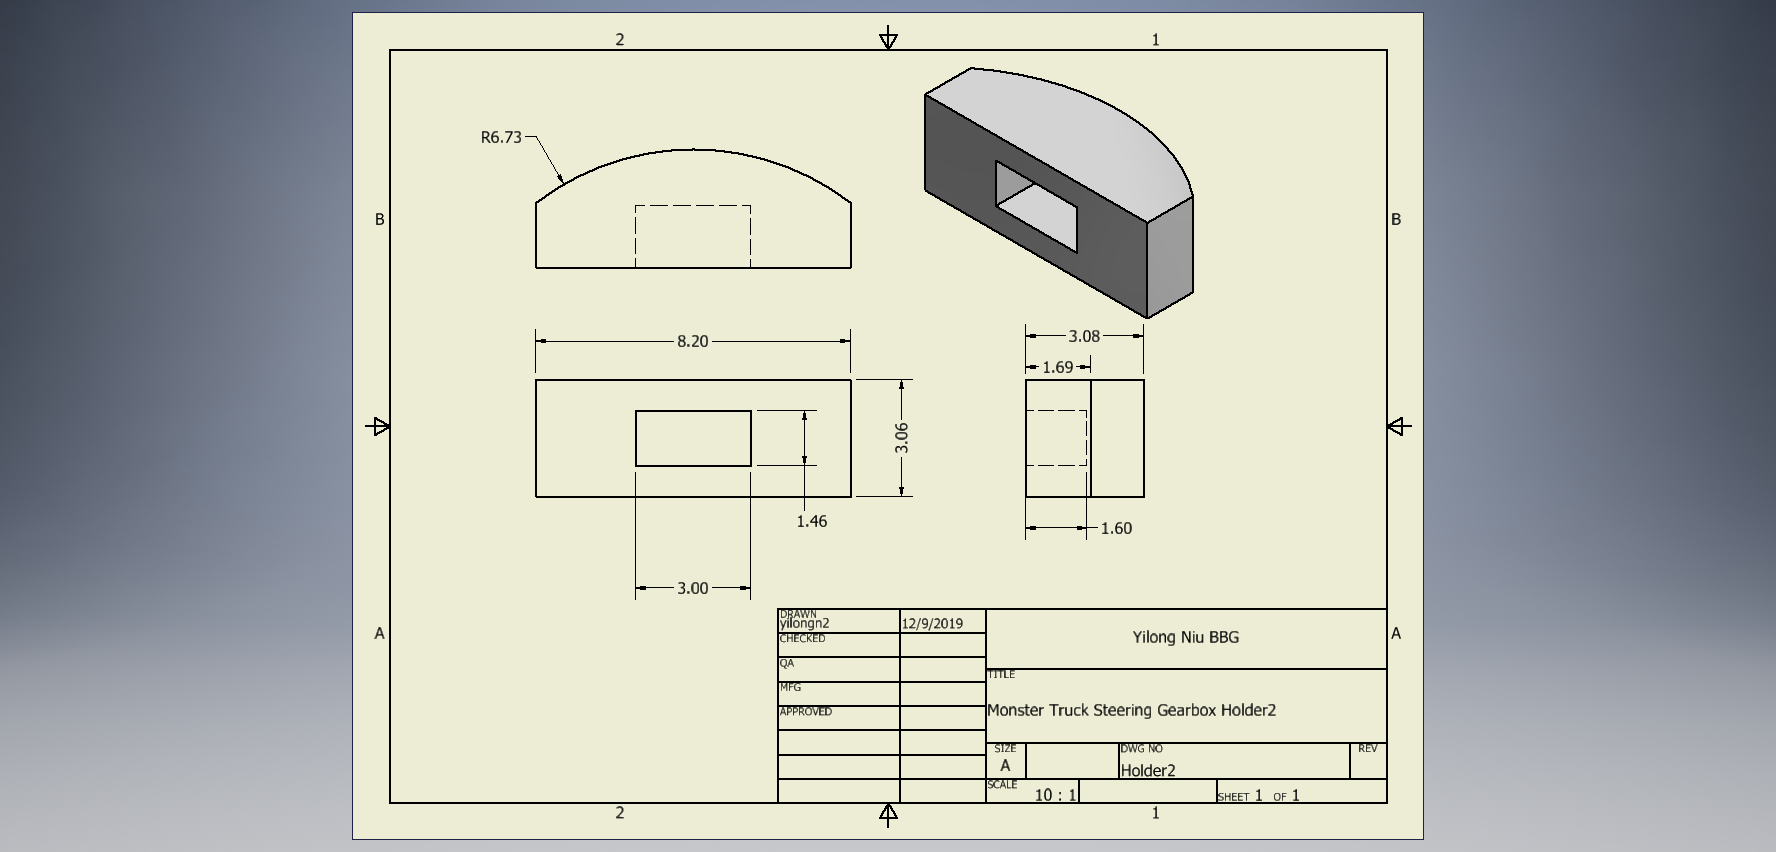 2
1
R6.73
B
B
8.20
3.08
1.69
3.06
1.46
1.60
3.00
A
A
DRAWN
yilongn2
12/9/2019
CHECKED
QA
MFG
APPROVED
Yilong Niu BBG
TITLE
Monster Truck Steering Gearbox Holder2
SIZE
A
DWG NO
Holder2
REV
SCALE
10 : 1
SHEET 1 OF 1
2
1